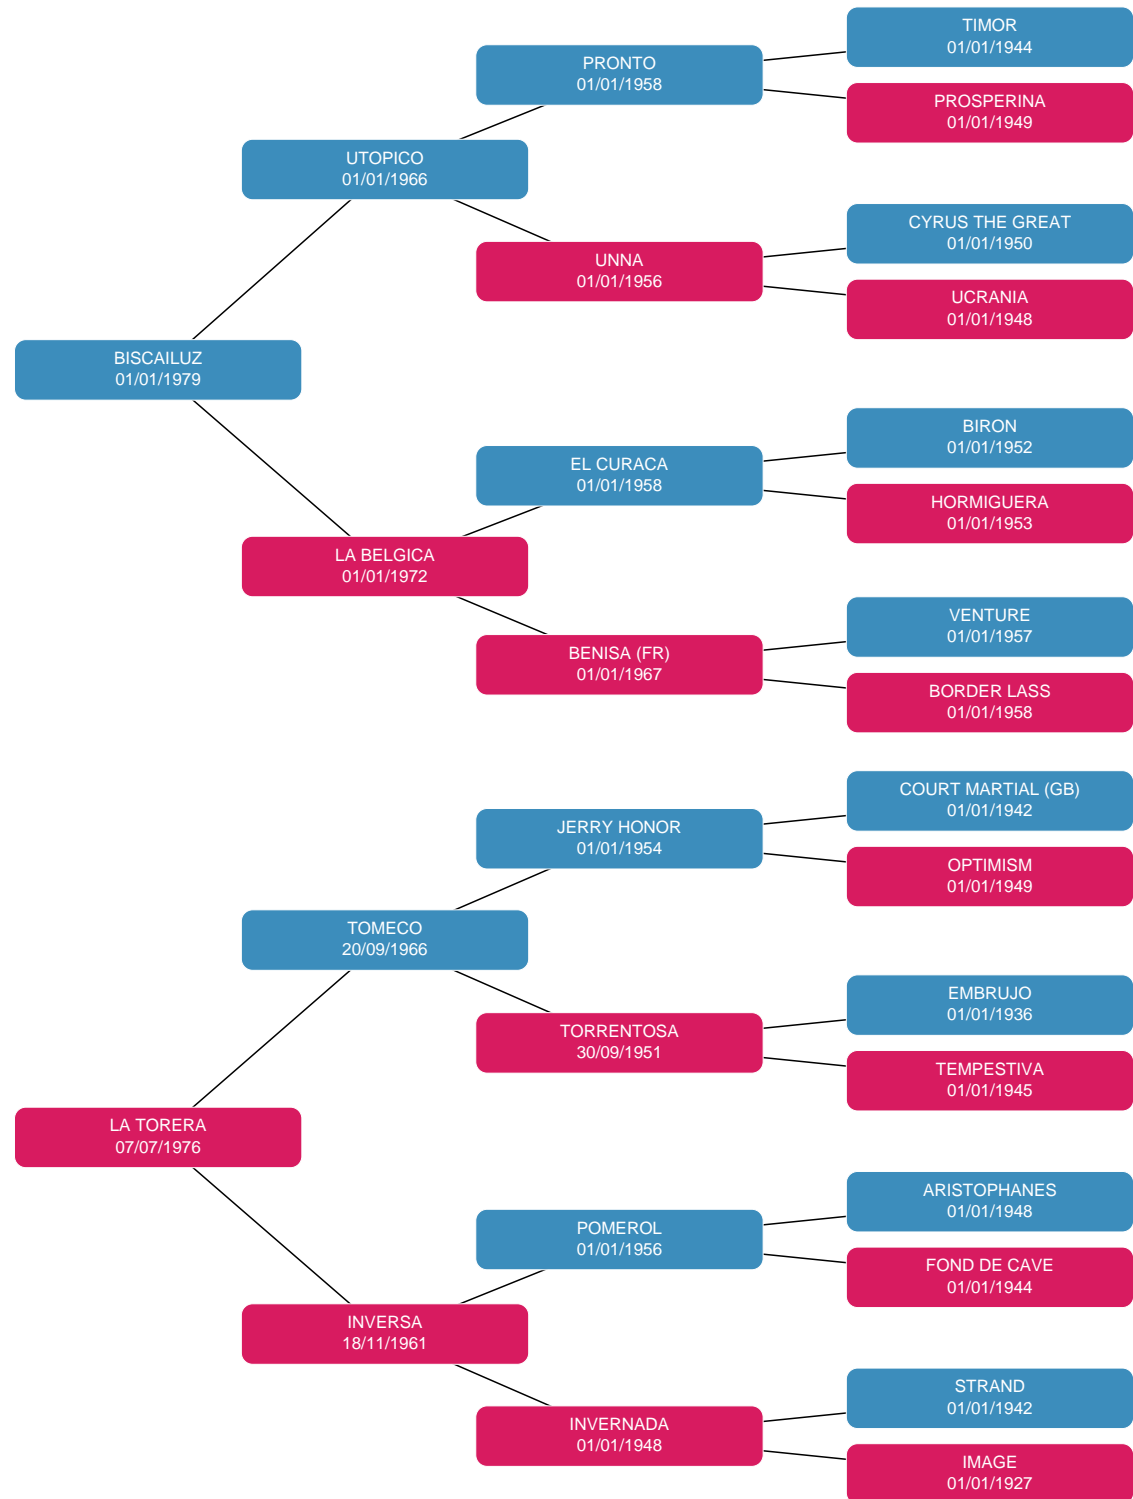 TIMOR
01/01/1944
PRONTO
01/01/1958
PROSPERINA
01/01/1949
UTOPICO
01/01/1966
CYRUS THE GREAT
01/01/1950
UNNA
01/01/1956
UCRANIA
01/01/1948
BISCAILUZ
01/01/1979
BIRON
01/01/1952
EL CURACA
01/01/1958
HORMIGUERA
01/01/1953
LA BELGICA
01/01/1972
VENTURE
01/01/1957
BENISA (FR)
01/01/1967
BORDER LASS
01/01/1958
COURT MARTIAL (GB)
01/01/1942
JERRY HONOR
01/01/1954
OPTIMISM
01/01/1949
TOMECO
20/09/1966
EMBRUJO
01/01/1936
TORRENTOSA
30/09/1951
TEMPESTIVA
01/01/1945
LA TORERA
07/07/1976
ARISTOPHANES
01/01/1948
POMEROL
01/01/1956
FOND DE CAVE
01/01/1944
INVERSA
18/11/1961
STRAND
01/01/1942
INVERNADA
01/01/1948
IMAGE
01/01/1927